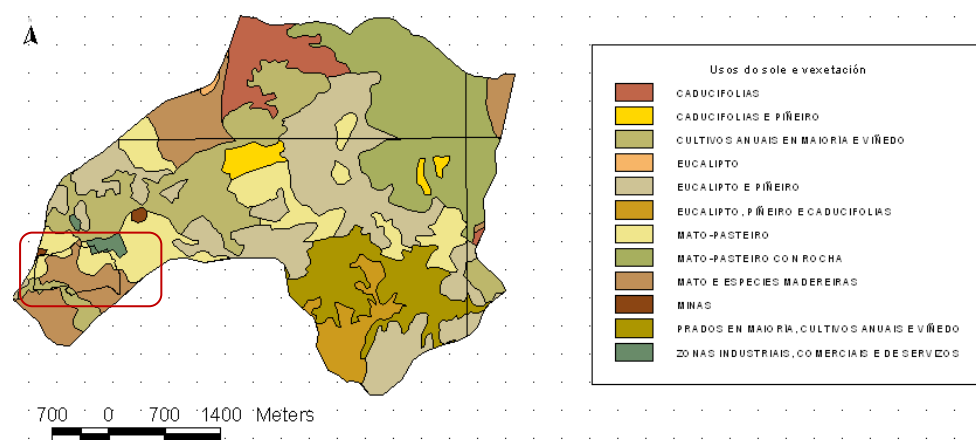 Usos do sole e vexetación
CADUCIFOLIAS
CADUCIFOLIAS E PIÑEIRO
CULTIVOS ANUAIS EN MAIORÍA E VIÑEDO
EUCALIPTO
EUCALIPTO E PIÑEIRO
EUCALIPTO, PIÑEIRO E CADUCIFOLIAS
MATO-PASTEIRO
MATO-PASTEIRO CON ROCHA
MATO E ESPECIES MADEREIRAS
MINAS
PRADOS EN MAIORÍA, CULTIVOS ANUAIS E VIÑEDO
ZONAS INDUSTRIAIS, COMERCIAIS E DE SERVIZOS
700 0 700 1400 Meters